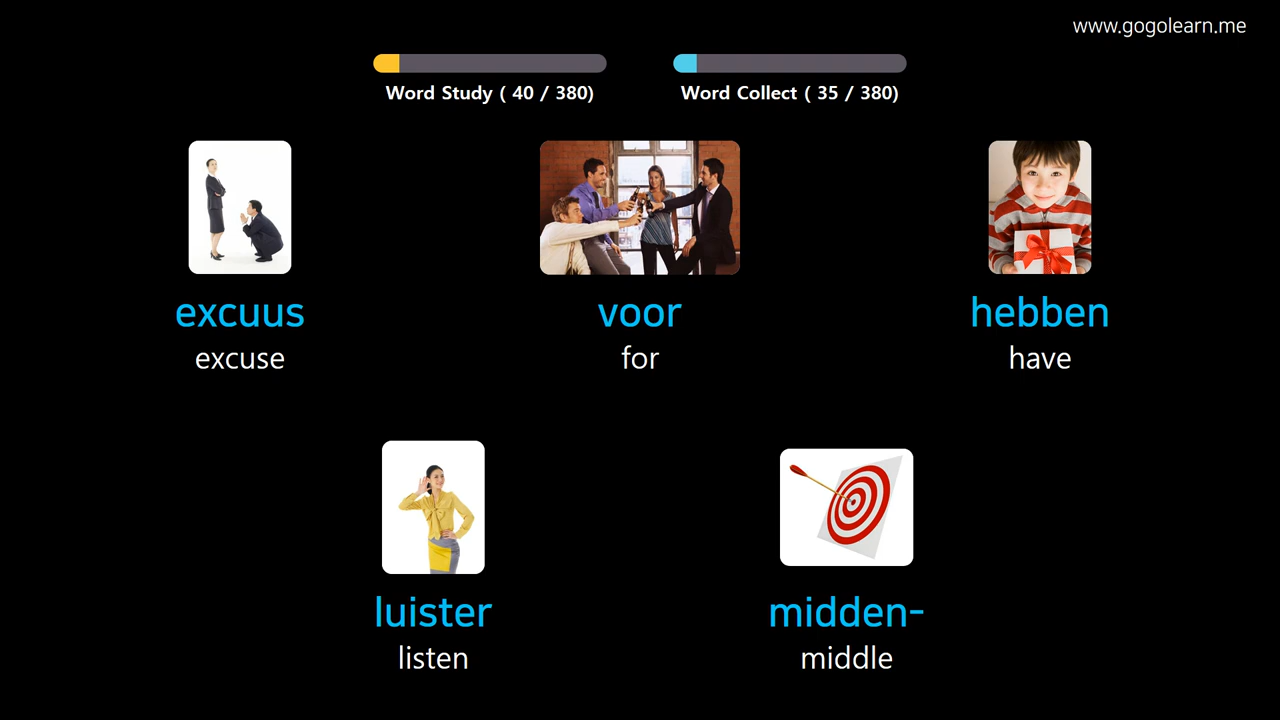 www.gogolearn.me
Word Study ( 40 / 380)
Word Collect ( 35 / 380)
excuus
excuse
voor
for
hebben
have
luister
listen
midden-
middle